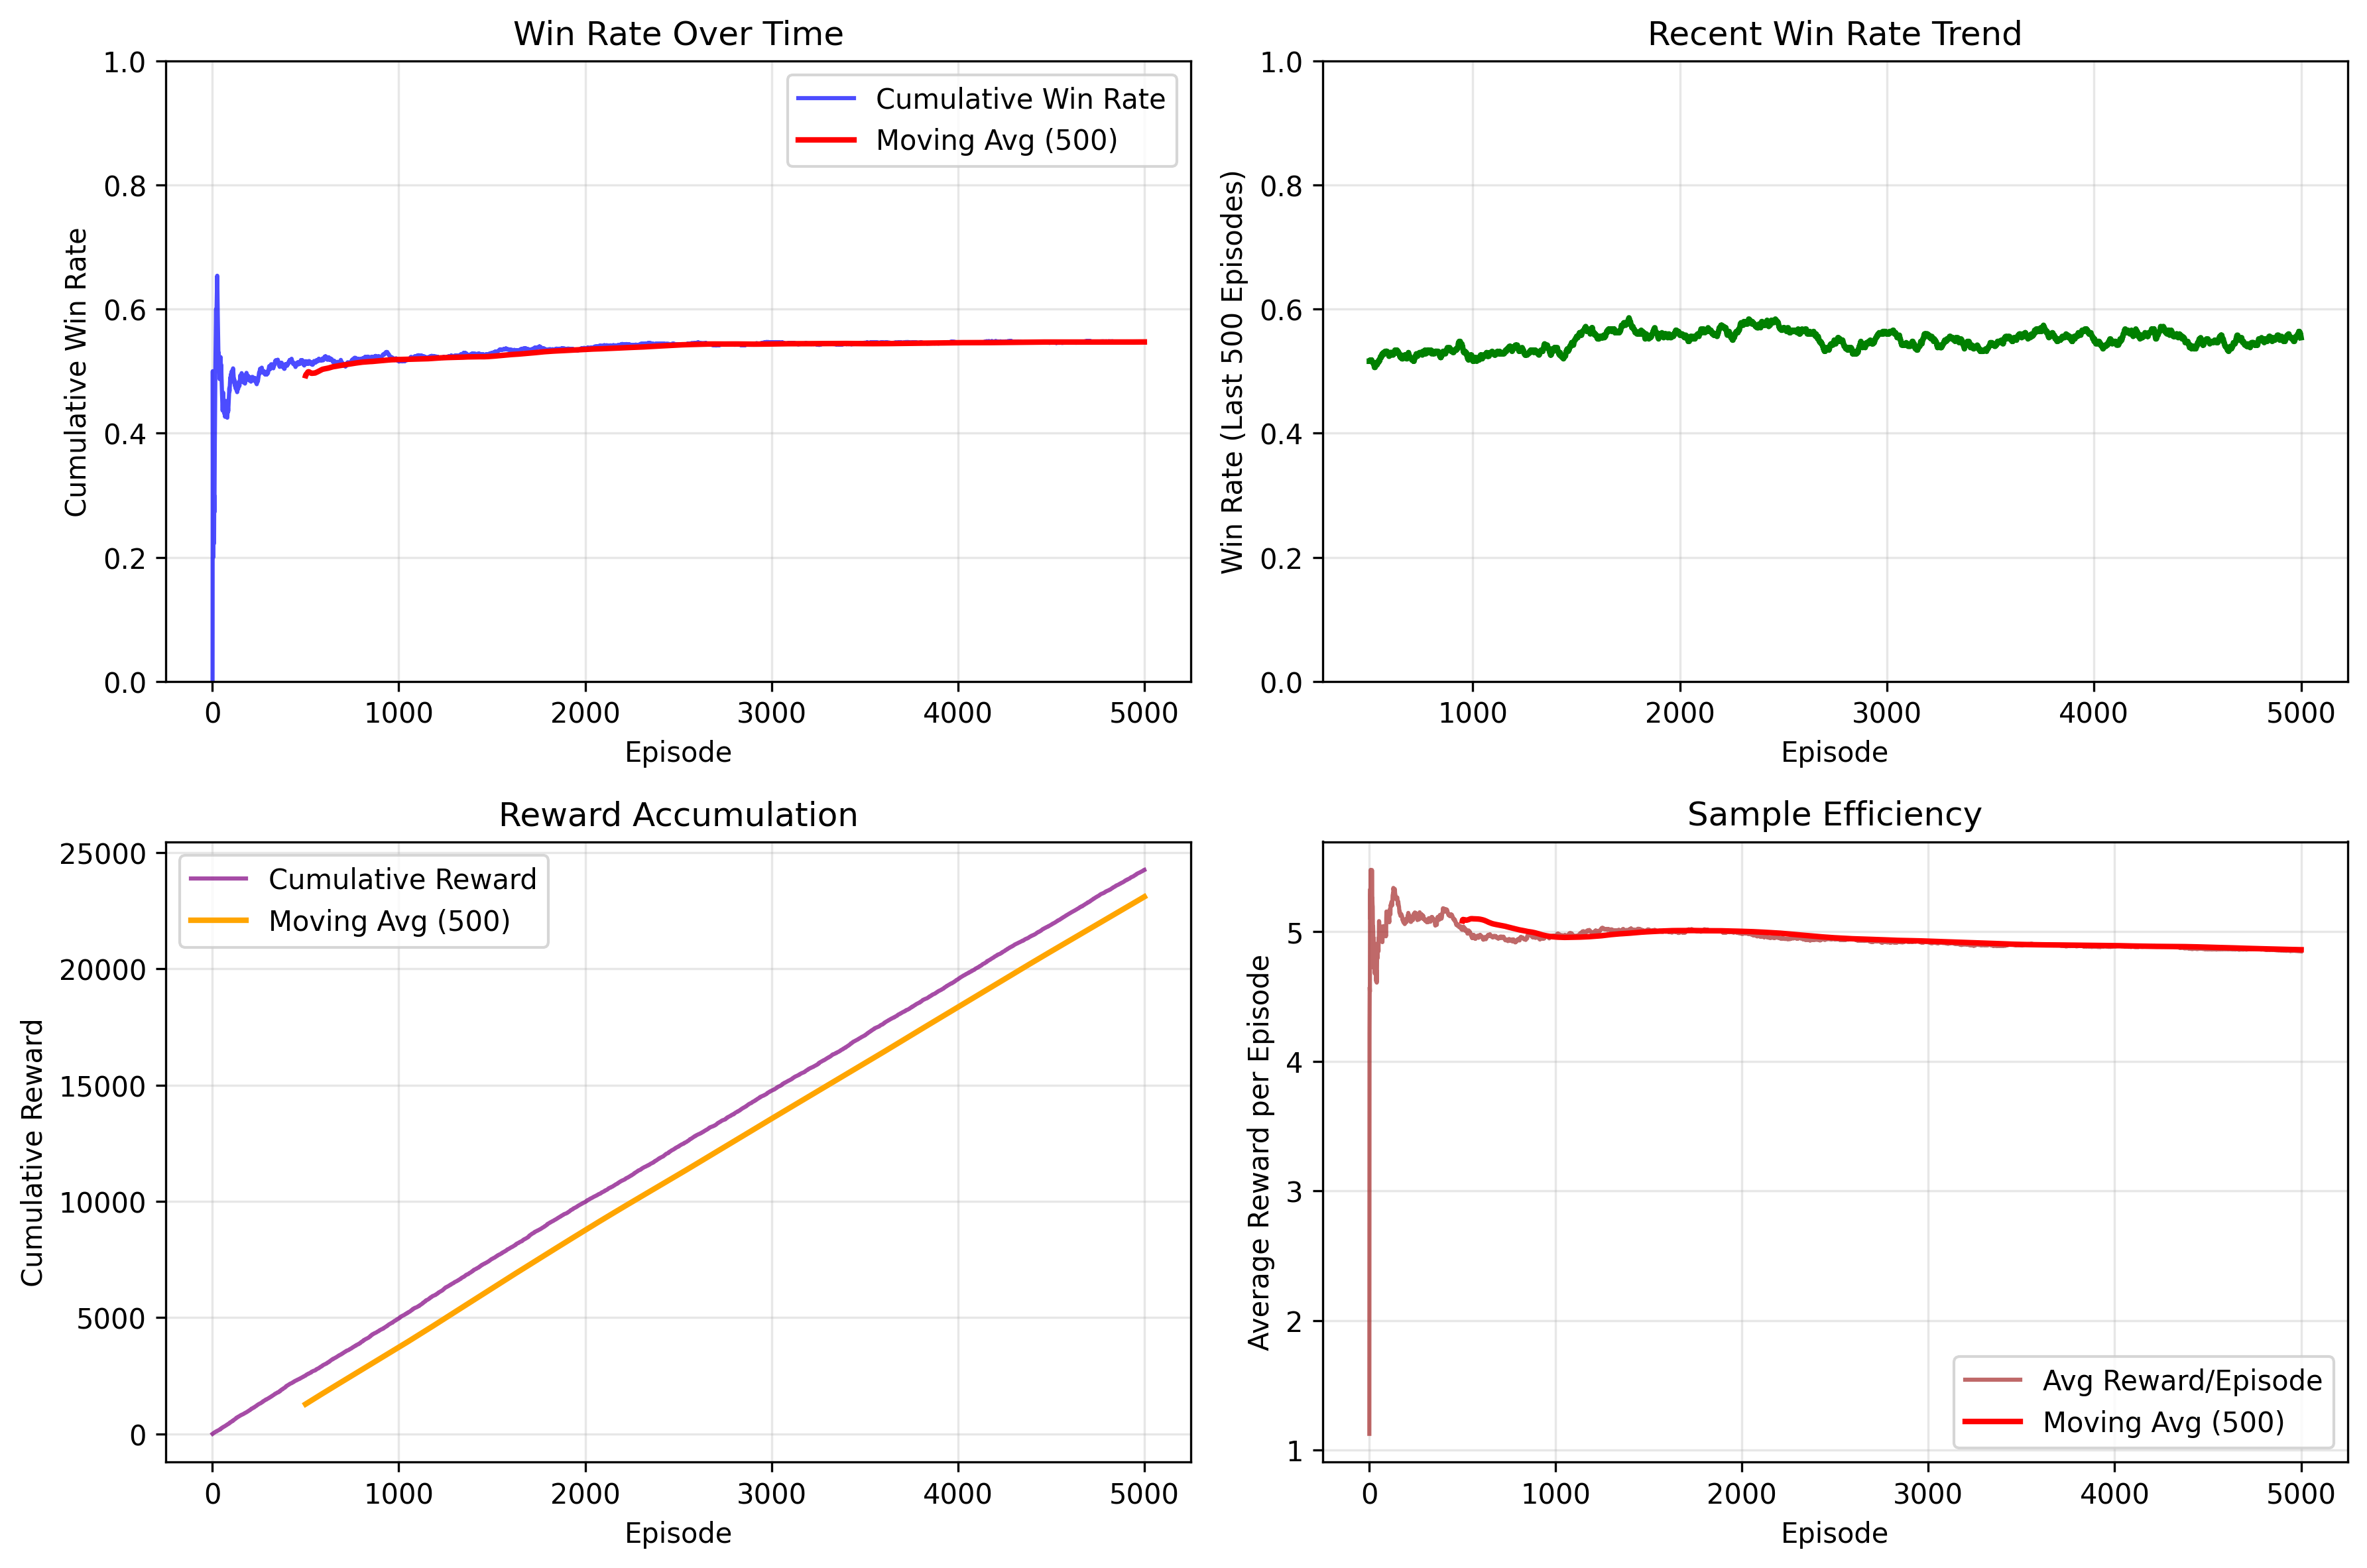 Win Rate Over Time
Cumulative Win Rate
1.0
0.8
0.6
0.4
0.2
0.0
Cumulative Win Rate
Moving Avg (500)
0 1000 2000 3000 4000 5000
Episode
Recent Win Rate Trend
Win Rate (Last 500 Episodes)
1.0
0.8
0.6
0.4
0.2
0.0
1000 2000 3000 4000 5000
Episode
Reward Accumulation
Cumulative Reward
25000
20000
15000
10000
5000
0
Cumulative Reward
Moving Avg (500)
0 1000 2000 3000 4000 5000
Episode
Sample Efficiency
Average Reward per Episode
5
4
3
2
1
Avg Reward/Episode
Moving Avg (500)
0 1000 2000 3000 4000 5000
Episode